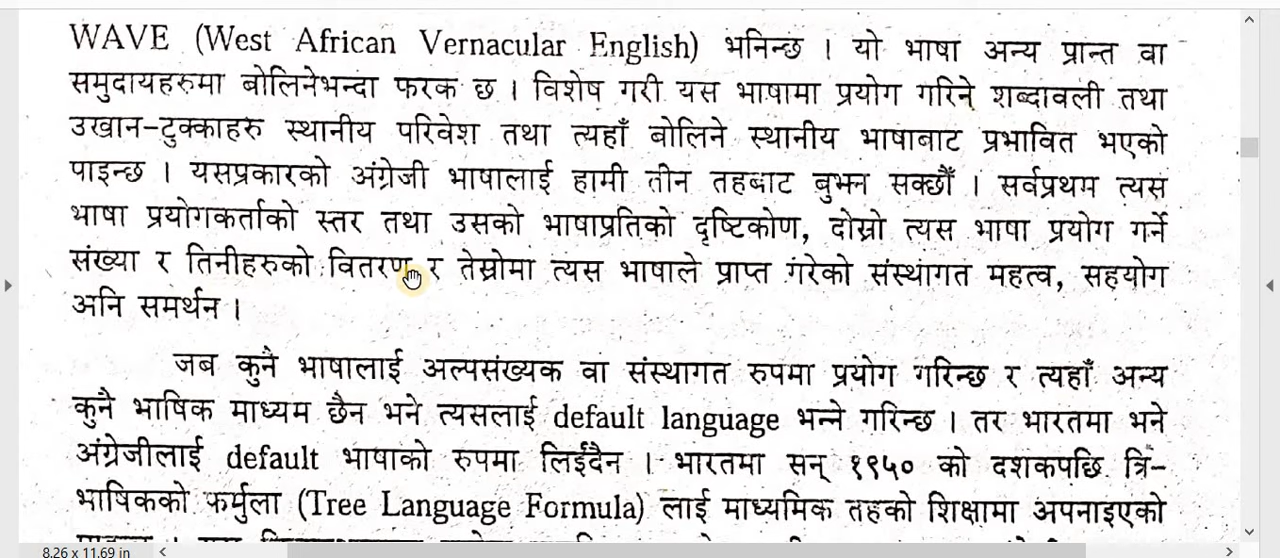 WAVE (West African Vernacular English) भनिन्छ । यो भाषा अन्य प्रान्त वा
समुदायहरुमा बोलिनेभन्दा फरक छ । विशेष गरी यस भाषामा प्रयोग गरिने शब्दावली तथा
उखान-टुक्काहरु स्थानीय परिवेश तथा त्यहाँ बोलिने स्थानीय भाषाबाट प्रभावित भएको
पाइन्छ । यसप्रकारको अंग्रेजी भाषालाई हामी तीन तहबाट बुझ्न सक्छौँ । सर्वप्रथम त्यस
भाषा प्रयोगकर्ताको स्तर तथा उसको भाषाप्रतिको दृष्टिकोण, दोस्रो त्यस भाषा प्रयोग गर्ने
संख्या र तिनीहरुको वितरण र तेस्रोमा त्यस भाषाले प्राप्त गरेको संस्थागत महत्व, सहयोग
अनि समर्थन ।
जब कुनै भाषालाई अल्पसंख्यक वा संस्थागत रुपमा प्रयोग गरिन्छ र त्यहाँ अन्य
कुनै भाषिक माध्यम छैन भने त्यसलाई default language भन्ने गरिन्छ । तर भारतमा भने
अंग्रेजीलाई default भाषाको रुपमा लिईंदैन । भारतमा सन् १९५० को दशकपछि त्रि-
भाषिकको फर्मुला (Tree Language Formula) लाई माध्यमिक तहको शिक्षामा अपनाइएको
8.26 x 11.69 in